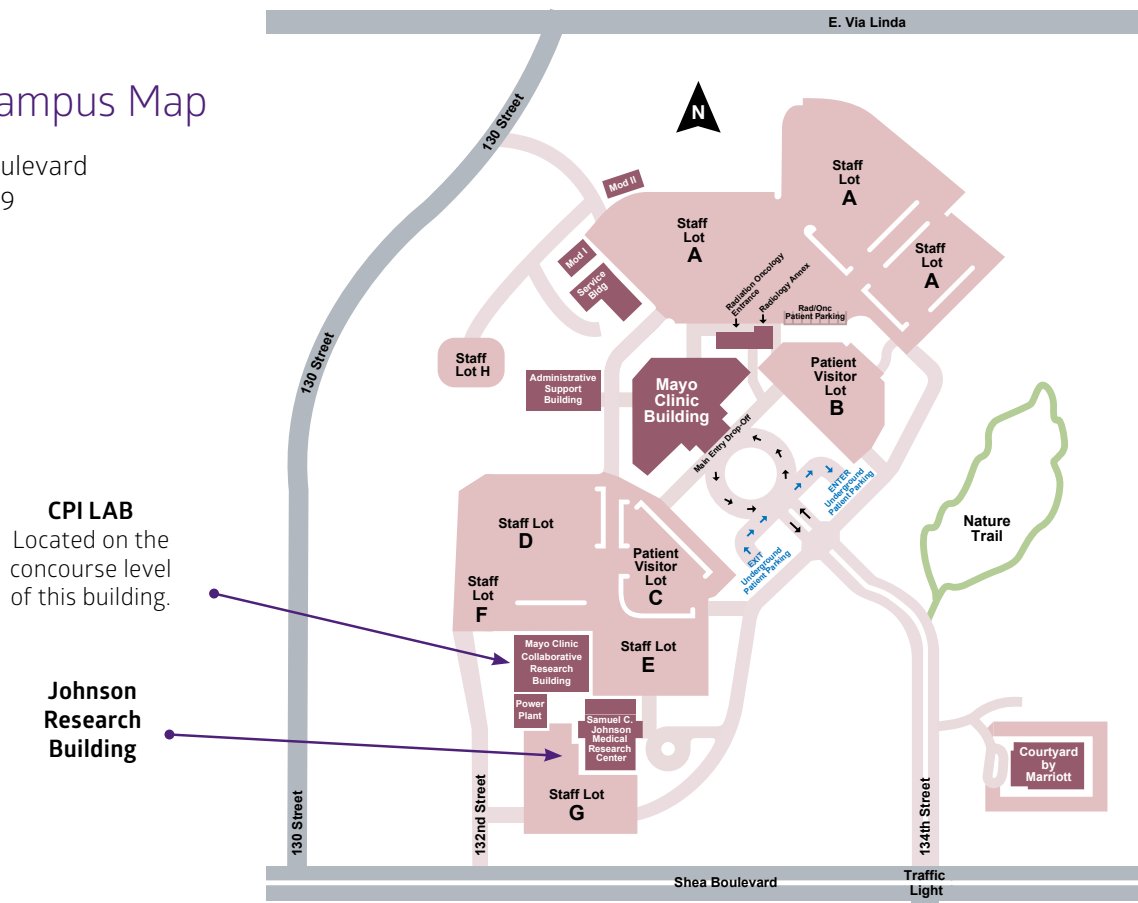 E. Via Linda
ampus Map
ulevard
9
130 Street
N
Mod II
Staff
Lot
A
Staff
Lot
A
Staff
Lot
A
Mod I
Service
Bldg
Radiation Oncology
Entrance
Radiology Annex
Rad/Onc
Patient Parking
130 Street
Staff
Lot H
Administrative
Support
Building
Mayo
Clinic
Building
Patient
Visitor
Lot
B
Main Entry Drop-Off
ENTER
Underground
Patient Parking
EXIT
Underground
Patient Parking
Nature
Trail
Staff Lot
D
Patient
Visitor
Lot
C
Staff
Lot
F
CPI LAB
Located on the
concourse level
of this building.
Staff Lot
E
Mayo Clinic
Collaborative
Research
Building
Power
Plant
Samuel C.
Johnson
Medical
Research
Center
Johnson
Research
Building
Courtyard
by
Marriott
Staff Lot
G
130 Street
132nd Street
134th Street
Shea Boulevard
Traffic
Light